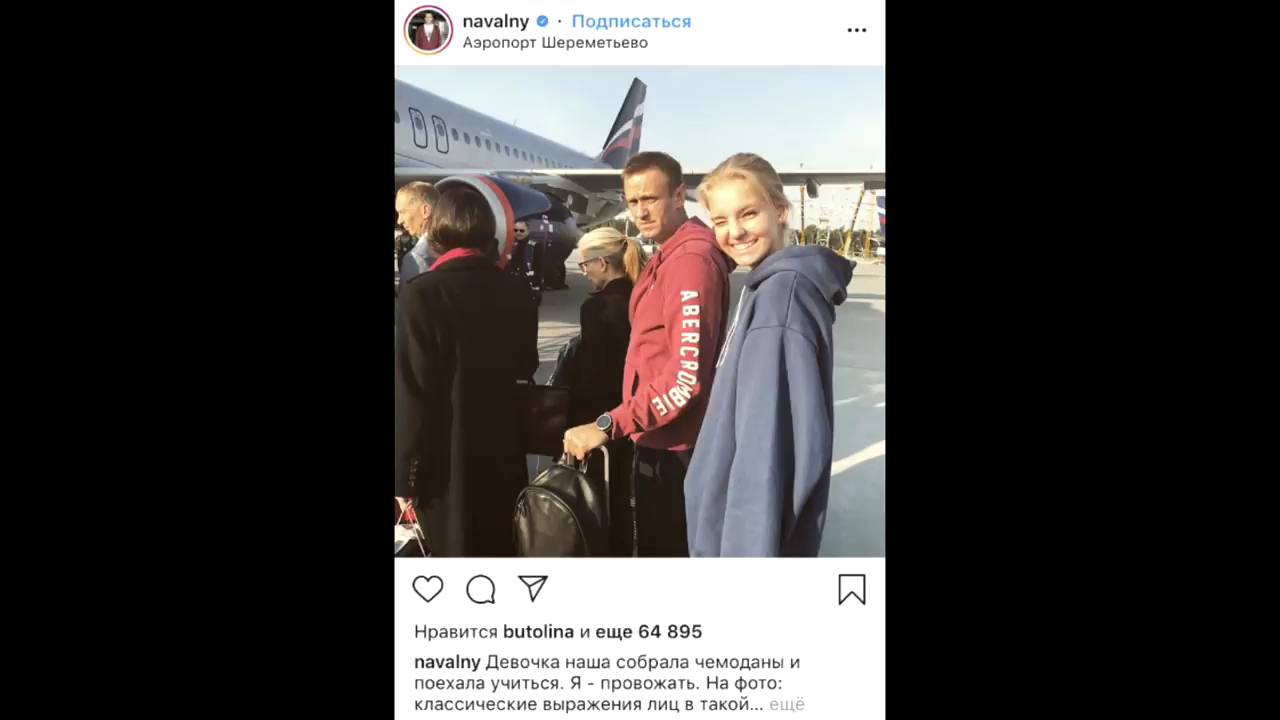 navalny · Подписаться
Аэропорт Шереметьево
ABERCROMBIE
Нравится butolina и еще 64 895
navalny Девочка наша собрала чемоданы и
поехала учиться. Я - провожать. На фото:
классические выражения лиц в такой... ещё